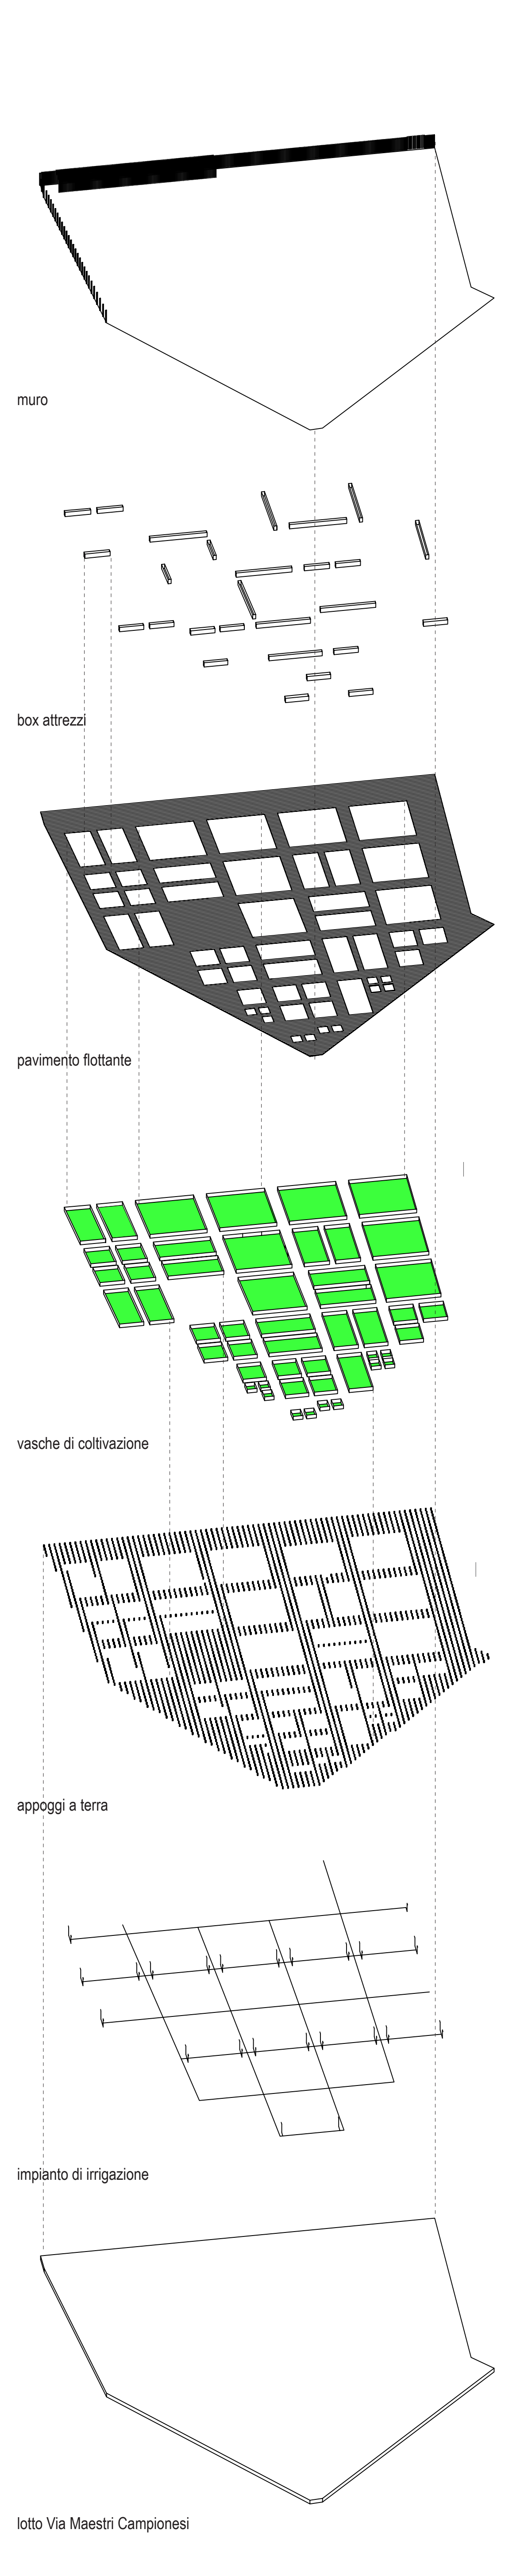 muro
box attrezzi
pavimento flottante
vasche di coltivazione
appoggi a terra
impianto di irrigazione
lotto Via Maestri Campionesi